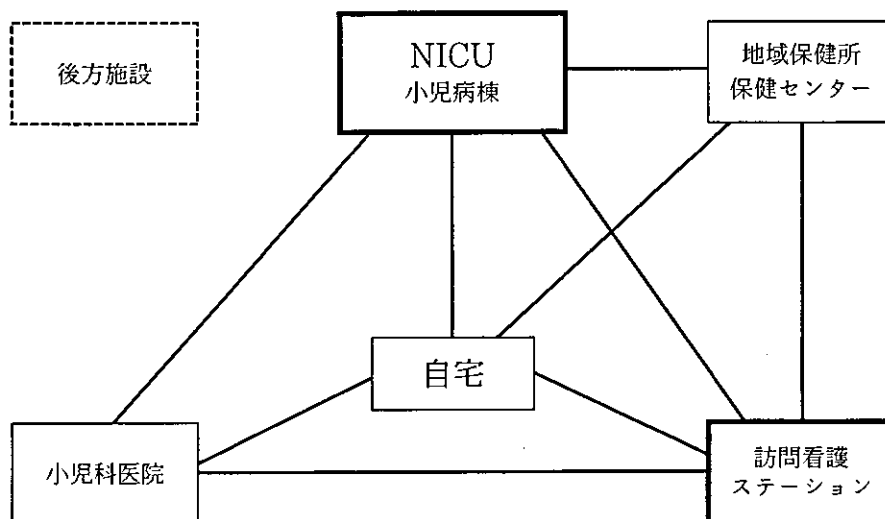 後方施設
NICU
小児病棟
地域保健所
保健センター
自宅
小児科医院
訪問看護
ステーション